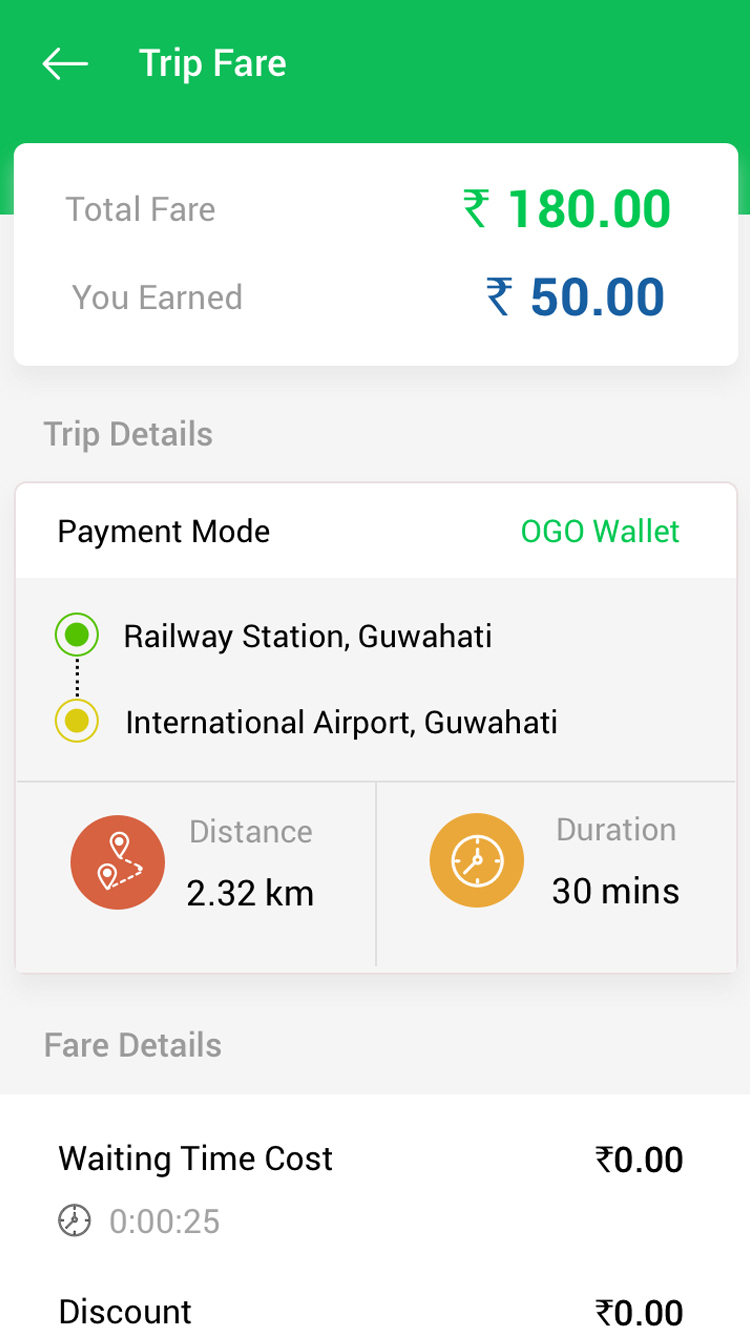 Trip Fare
Total Fare ₹ 180.00
You Earned ₹ 50.00
Trip Details
Payment Mode OGO Wallet
Railway Station, Guwahati
International Airport, Guwahati
Distance Duration
2.32 km 30 mins
Fare Details
Waiting Time Cost ₹0.00
0:00:25
Discount ₹0.00